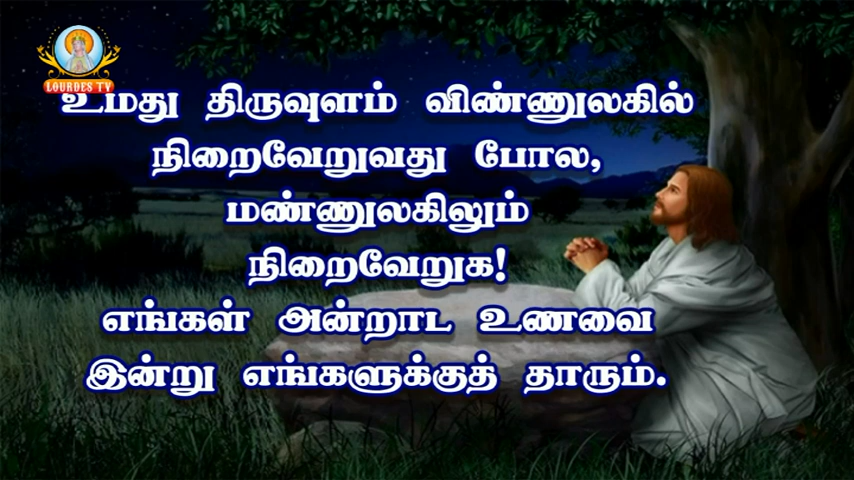 LOURDES TV
உமது திருவுளம் விண்ணுலகில்
நிறைவேறுவது போல,
மண்ணுலகிலும்
நிறைவேறுக!
எங்கள் அன்றாட உணவை
இன்று எங்களுக்குத் தாரும்.